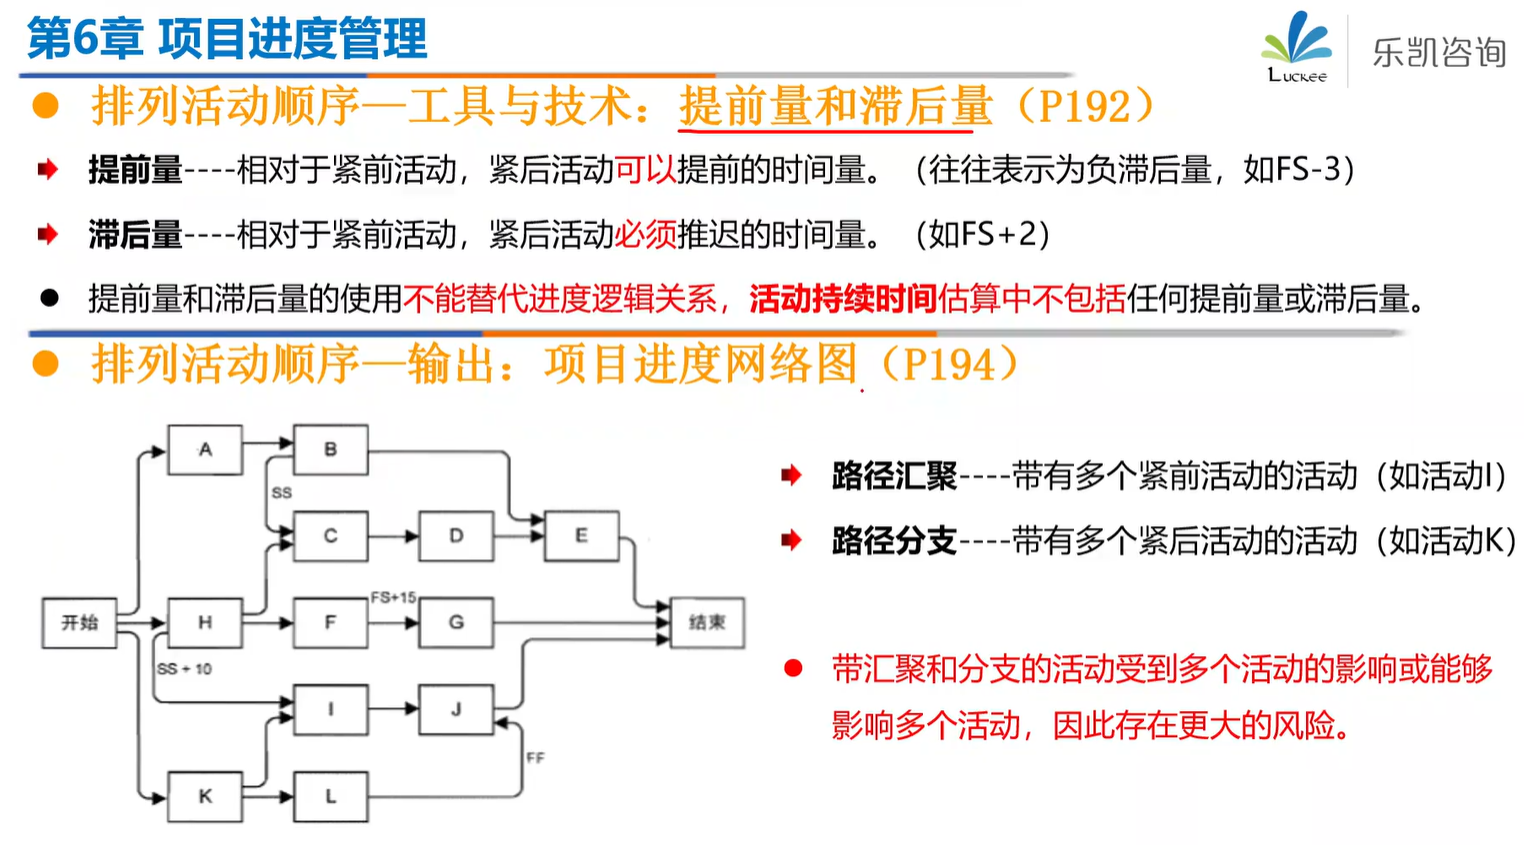 第6章 项目进度管理
Luckee
乐凯咨询
排列活动顺序—工具与技术：提前量和滞后量（P192）
提前量----相对于紧前活动，紧后活动可以提前的时间量。（往往表示为负滞后量，如FS-3）
滞后量----相对于紧前活动，紧后活动必须推迟的时间量。（如FS+2）
提前量和滞后量的使用不能替代进度逻辑关系，活动持续时间估算中不包括任何提前量或滞后量。
排列活动顺序—输出：项目进度网络图（P194）
A
B
SS
C
D
E
开始
H
F
FS+15
G
结束
SS + 10
I
J
FF
K
L
路径汇聚----带有多个紧前活动的活动（如活动I）
路径分支----带有多个紧后活动的活动（如活动K）
带汇聚和分支的活动受到多个活动的影响或能够
影响多个活动，因此存在更大的风险。